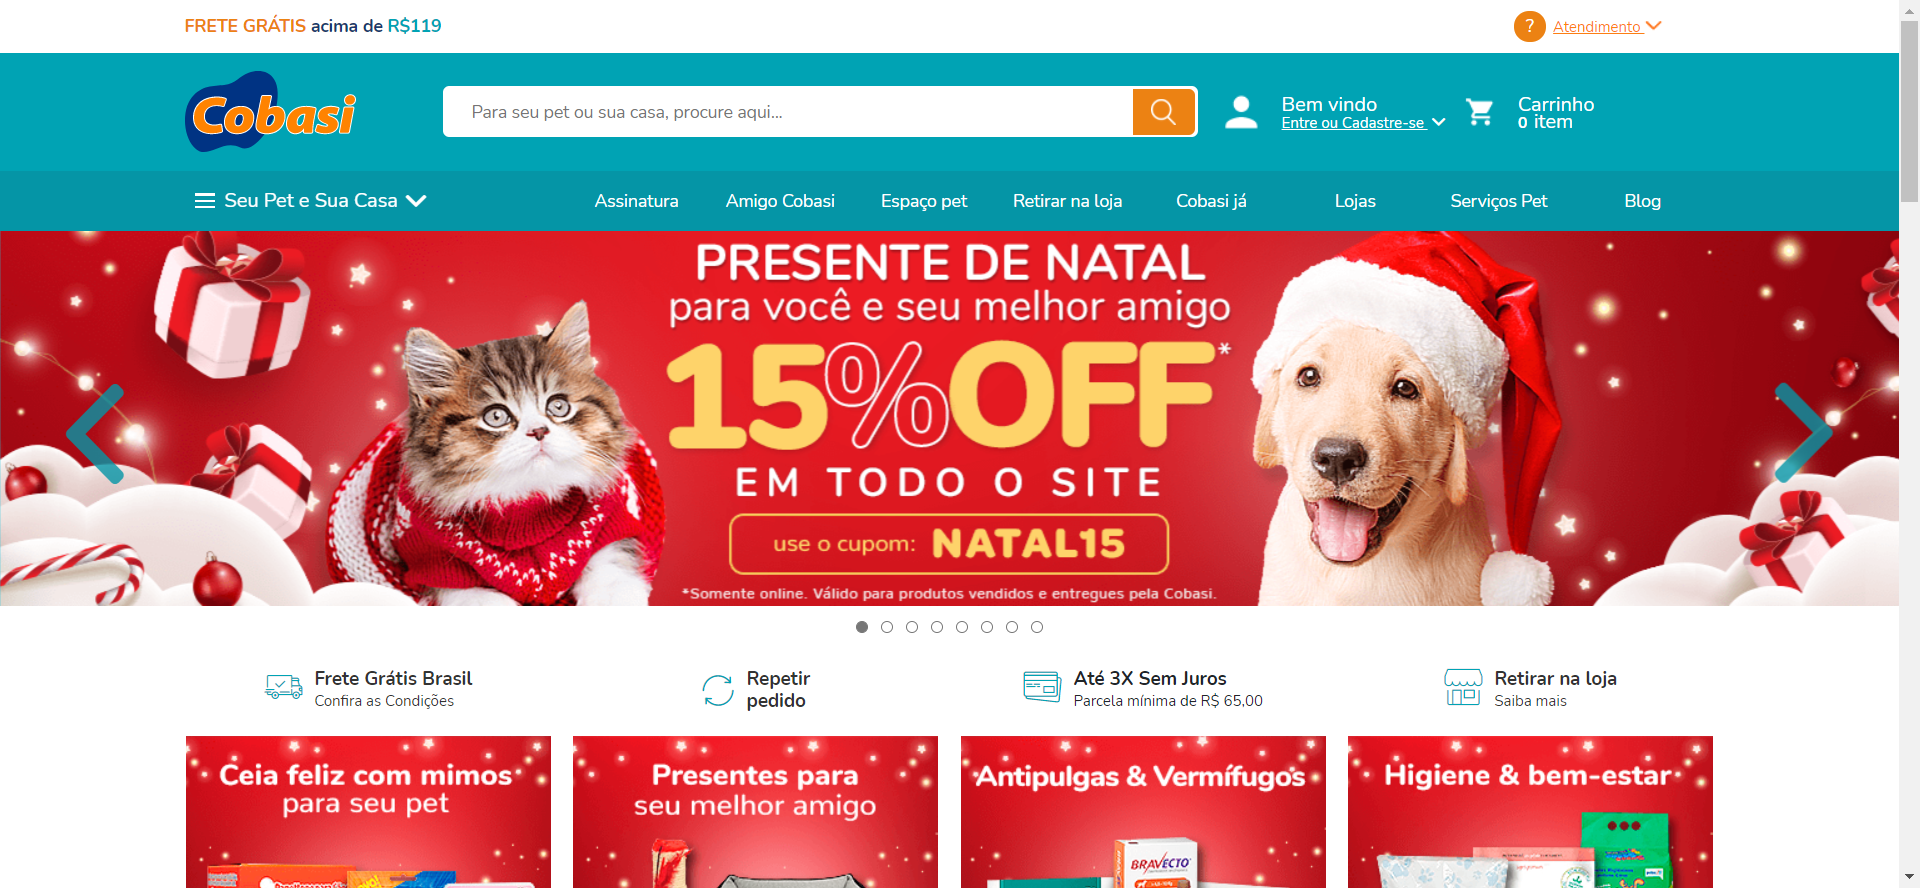 FRETE GRÁTIS acima de R$119
? Atendimento
Cobasi
Para seu pet ou sua casa, procure aqui...
Bem vindo
Entre ou Cadastre-se
Carrinho
0 item
Seu Pet e Sua Casa
Assinatura
Amigo Cobasi
Espaço pet
Retirar na loja
Cobasi já
Lojas
Serviços Pet
Blog
PRESENTE DE NATAL
para você e seu melhor amigo
15%OFF*
EM TODO O SITE
use o cupom: NATAL15
*Somente online. Válido para produtos vendidos e entregues pela Cobasi.
Frete Grátis Brasil
Confira as Condições
Repetir
pedido
Até 3X Sem Juros
Parcela mínima de R$ 65,00
Retirar na loja
Saiba mais
Ceia feliz com mimos
para seu pet
Presentes para
seu melhor amigo
Antipulgas & Vermífugos
BRAVECTO
Higiene & bem-estar